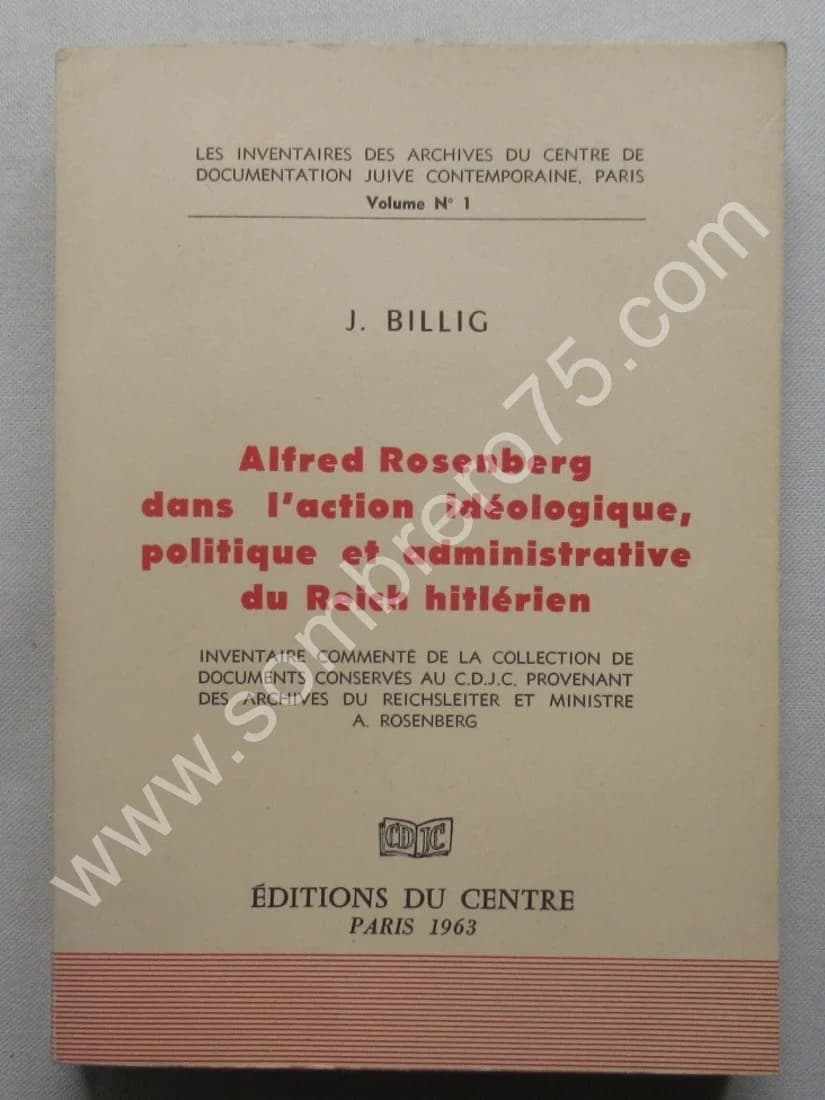 LES INVENTAIRES DES ARCHIVES DU CENTRE DE
DOCUMENTATION JUIVE CONTEMPORAINE, PARIS
Volume N° 1
J. BILLIG
Alfred Rosenberg
dans l'action idéologique,
politique et administrative
du Reich hitlérien
INVENTAIRE COMMENTÉ DE LA COLLECTION DE
DOCUMENTS CONSERVÉS AU C.D.J.C. PROVENANT
DES ARCHIVES DU REICHSLEITER ET MINISTRE
A. ROSENBERG
CDJC
ÉDITIONS DU CENTRE
PARIS 1963
www.sombrero75.com